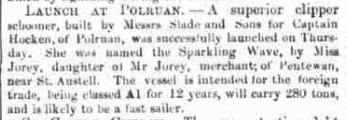 LAUNCH AT POLRUAN.—A superior clipper
schooner, built by Messrs Slade and Sons for Captain
Hocken, of Polruan, was successfully launched on Thurs-
day. She was named the Sparkling Wave, by Miss
Jorey, daughter of Mr Jorey, merchant; of Pentewan,
near St. Austell. The vessel is intended for the foreign
trade, being classed A1 for 12 years, will carry 280 tons,
and is likely to be a fast sailer.